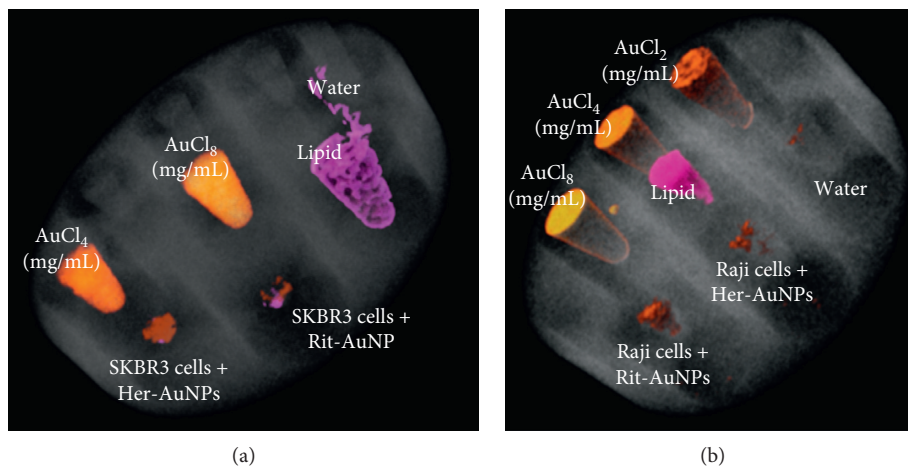 Water
Lipid
AuCl₈
(mg/mL)
AuCl₄
(mg/mL)
SKBR3 cells +
Rit-AuNP
SKBR3 cells +
Her-AuNPs
(a)
AuCl₂
(mg/mL)
AuCl₄
(mg/mL)
AuCl₈
(mg/mL)
Lipid
Water
Raji cells +
Her-AuNPs
Raji cells +
Rit-AuNPs
(b)